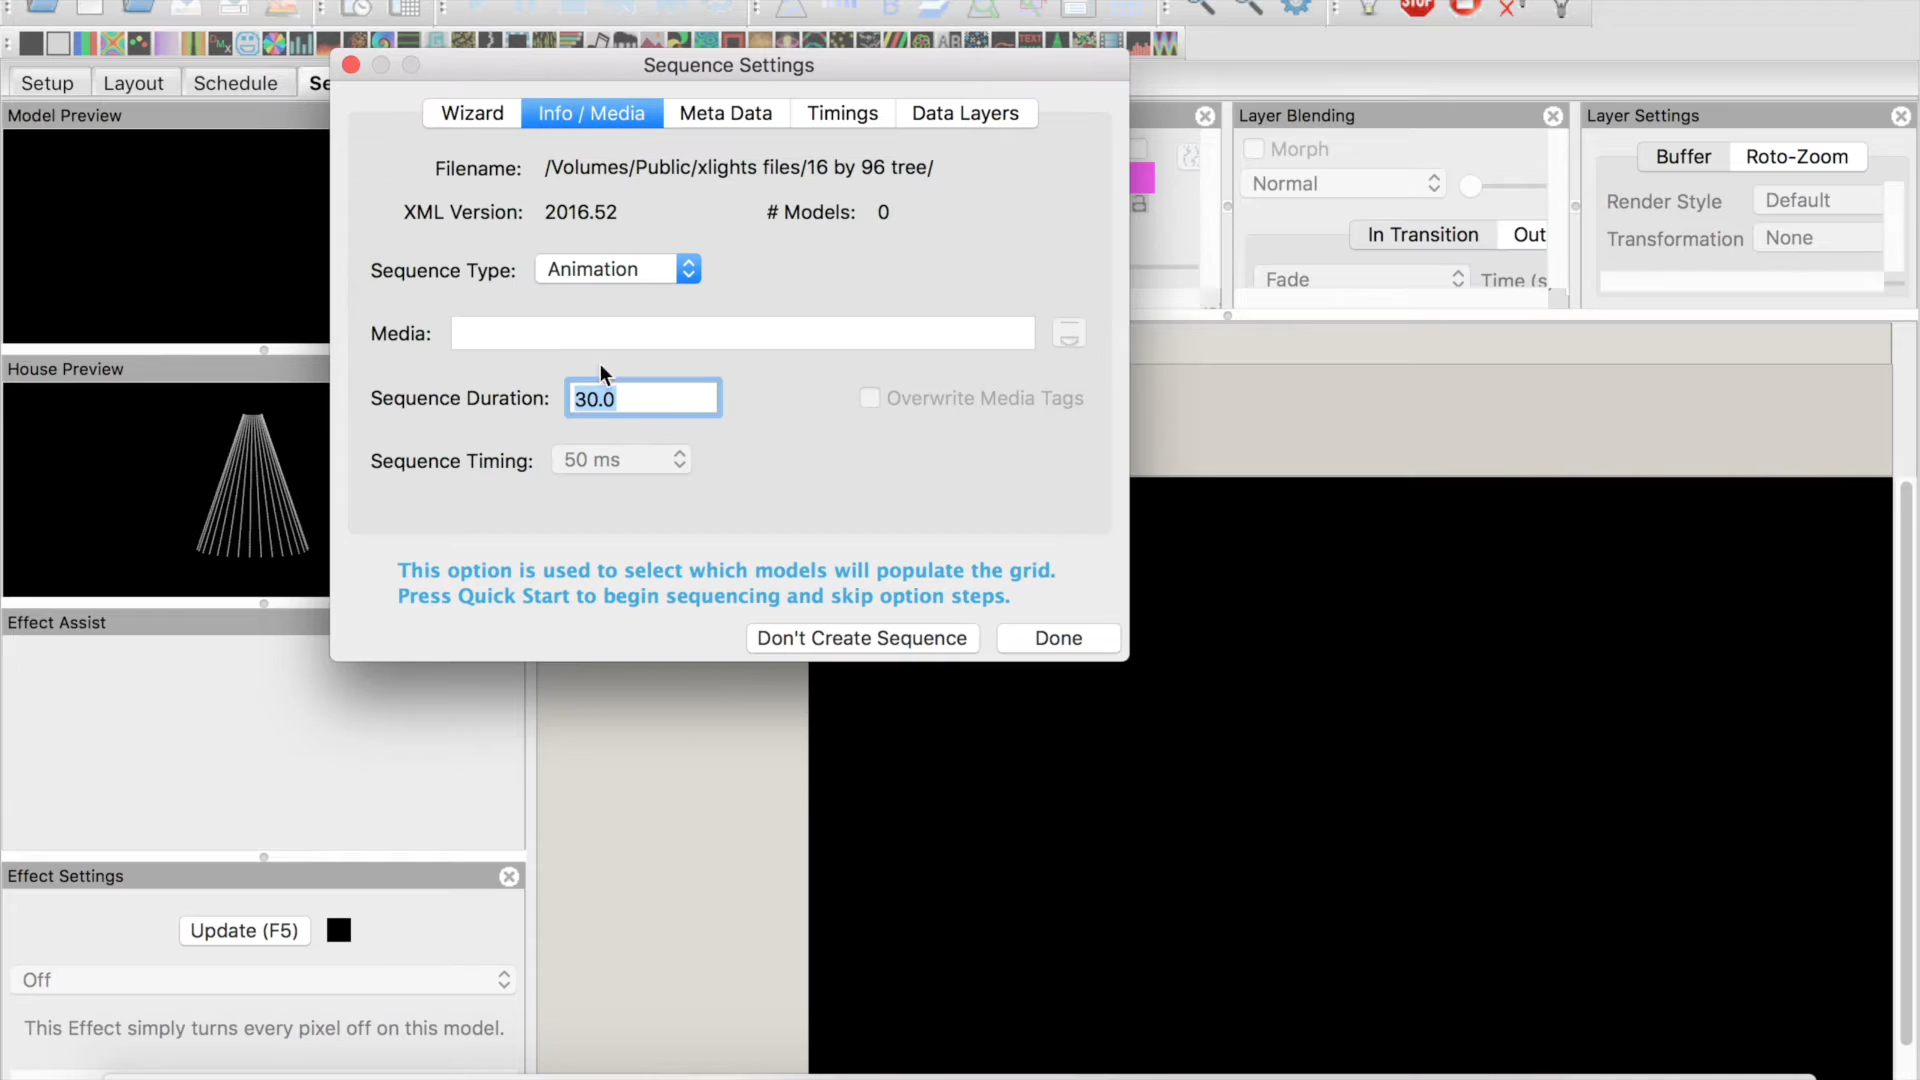 STOP
DMX
AB
TEXT
Setup
Layout
Schedule
Se
Model Preview
House Preview
Effect Assist
Effect Settings
Update (F5)
Off
This Effect simply turns every pixel off on this model.
Sequence Settings
Wizard
Info / Media
Meta Data
Timings
Data Layers
Filename: /Volumes/Public/xlights files/16 by 96 tree/
XML Version: 2016.52 # Models: 0
Sequence Type: Animation
Media:
Sequence Duration: 30.0 Overwrite Media Tags
Sequence Timing: 50 ms
This option is used to select which models will populate the grid.
Press Quick Start to begin sequencing and skip option steps.
Don't Create Sequence
Done
Layer Blending
Morph
Normal
In Transition
Out
Fade
Time (s
Layer Settings
Buffer
Roto-Zoom
Render Style Default
Transformation None